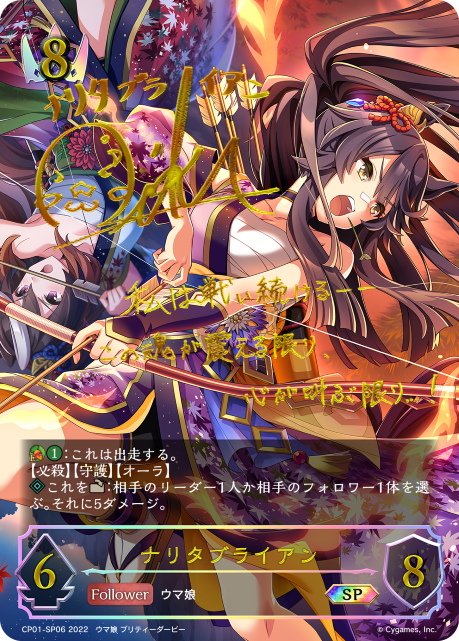 8
ナリタブライアン
私は戦い続ける——
この魂が震える限り、
心が叫ぶ限り…!
1:これは出走する。
【必殺】【守護】【オーラ】
これを:相手のリーダー1人か相手のフォロワー1体を選
ぶ。それに5ダメージ。
ナリタブライアン
6
Follower ウマ娘
SP
8
CP01-SP06 2022 ウマ娘 プリティーダービー
© Cygames, Inc.